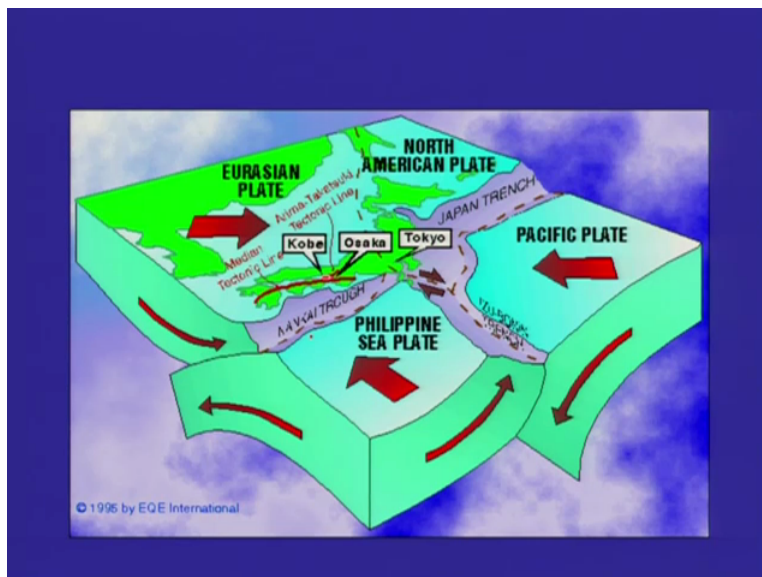 EURASIAN
PLATE
NORTH
AMERICAN PLATE
JAPAN TRENCH
Arima-Takatsuki
Tectonic Line
Median
Tectonic Line
Kobe
Osaka
Tokyo
PACIFIC PLATE
NANKAI TROUGH
PHILIPPINE
SEA PLATE
© 1995 by EQE International